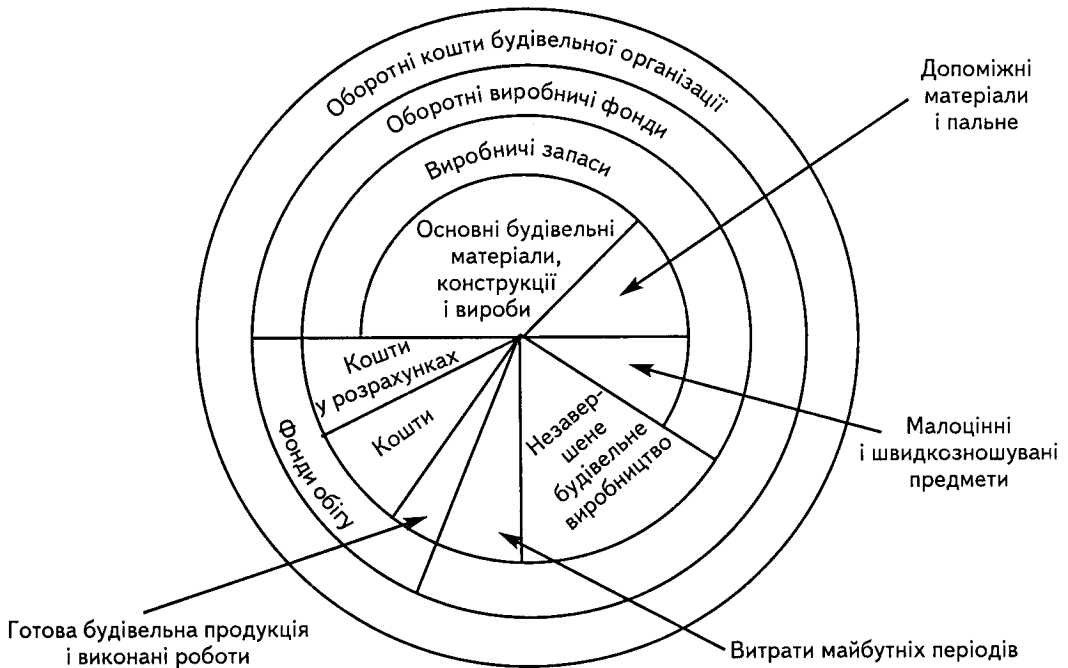 Оборотні кошти будівельної організації
Оборотні виробничі фонди
Виробничі запаси
Основні будівельні
матеріали,
конструкції
і вироби
Допоміжні
матеріали
і пальне
Кошти
у розрахунках
Кошти
Фонди обігу
Незавер-
шене
будівельне
виробництво
Малоцінні
і швидкозношувані
предмети
Готова будівельна продукція
і виконані роботи
Витрати майбутніх періодів